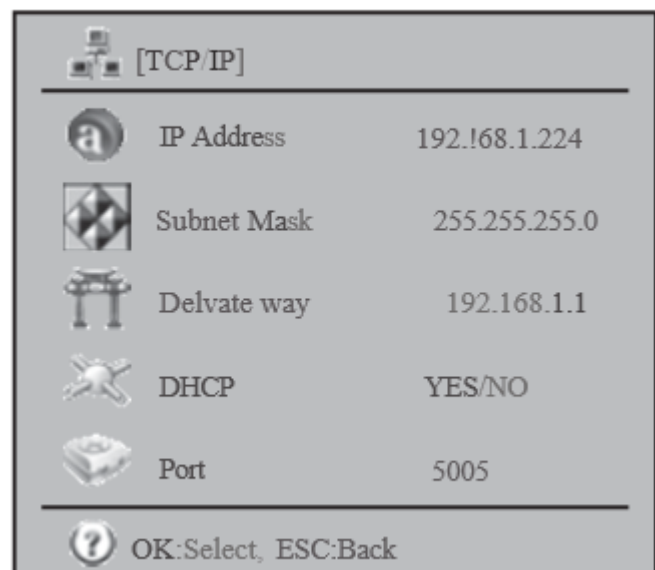 [TCP/IP]
IP Address 192.!68.1.224
Subnet Mask 255.255.255.0
Delvate way 192.168.1.1
DHCP YES/NO
Port 5005
OK:Select, ESC:Back